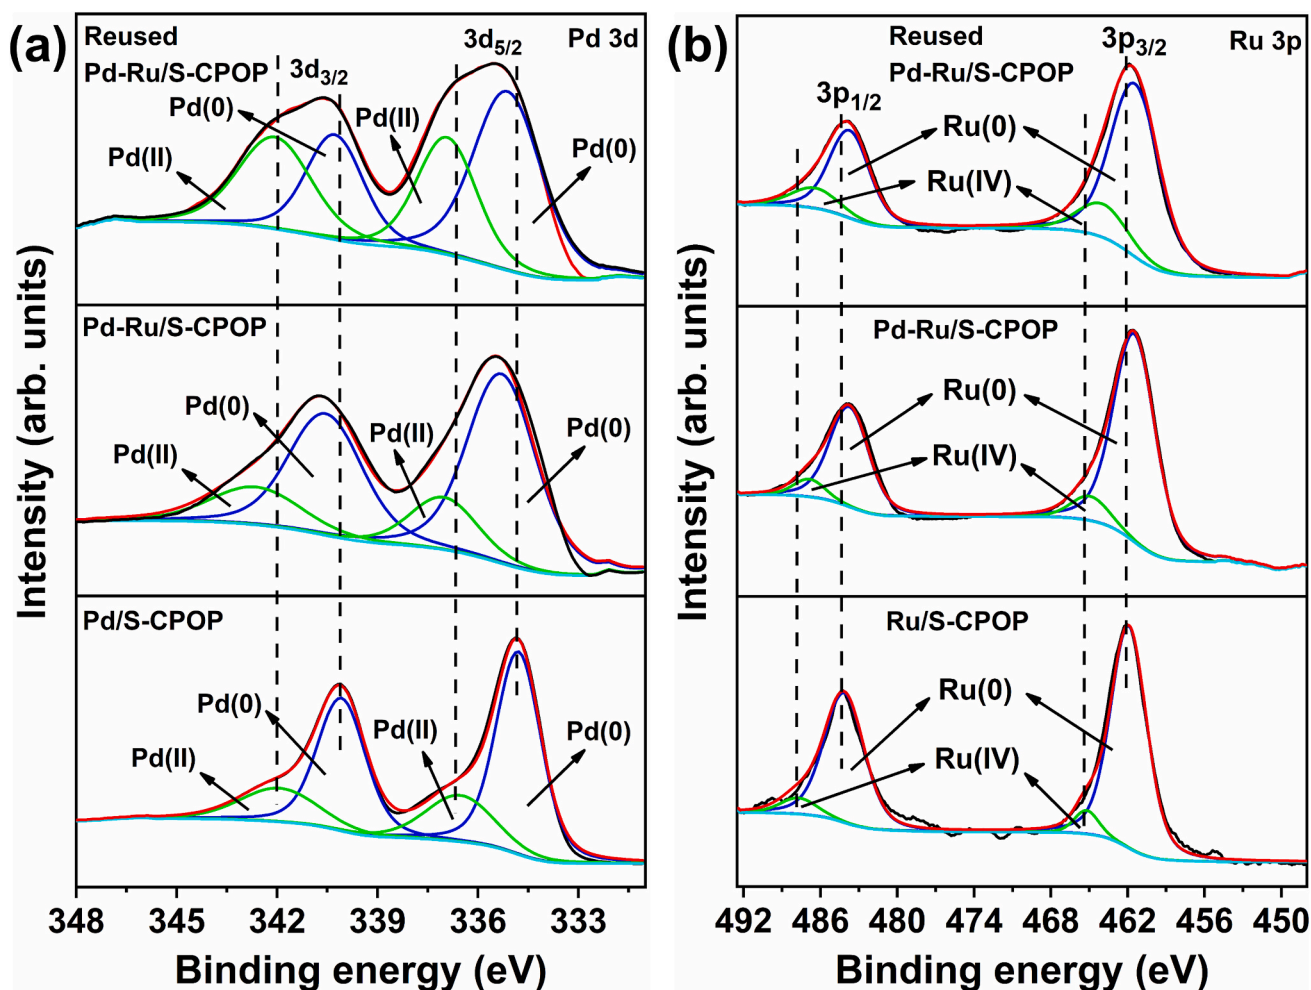 (a)
Reused
Pd-Ru/S-CPOP
3d3/2
3d5/2
Pd 3d
Pd(0)
Pd(II)
Pd(II)
Pd(0)
Pd-Ru/S-CPOP
Pd(0)
Pd(II)
Pd(II)
Pd(0)
Pd/S-CPOP
Pd(0)
Pd(II)
Pd(II)
Pd(0)
Intensity (arb. units)
348 345 342 339 336 333
Binding energy (eV)
(b)
Reused
Pd-Ru/S-CPOP
3p3/2
Ru 3p
3p1/2
Ru(0)
Ru(IV)
Pd-Ru/S-CPOP
Ru(0)
Ru(IV)
Ru/S-CPOP
Ru(0)
Ru(IV)
Intensity (arb. units)
492 486 480 474 468 462 456 450
Binding energy (eV)